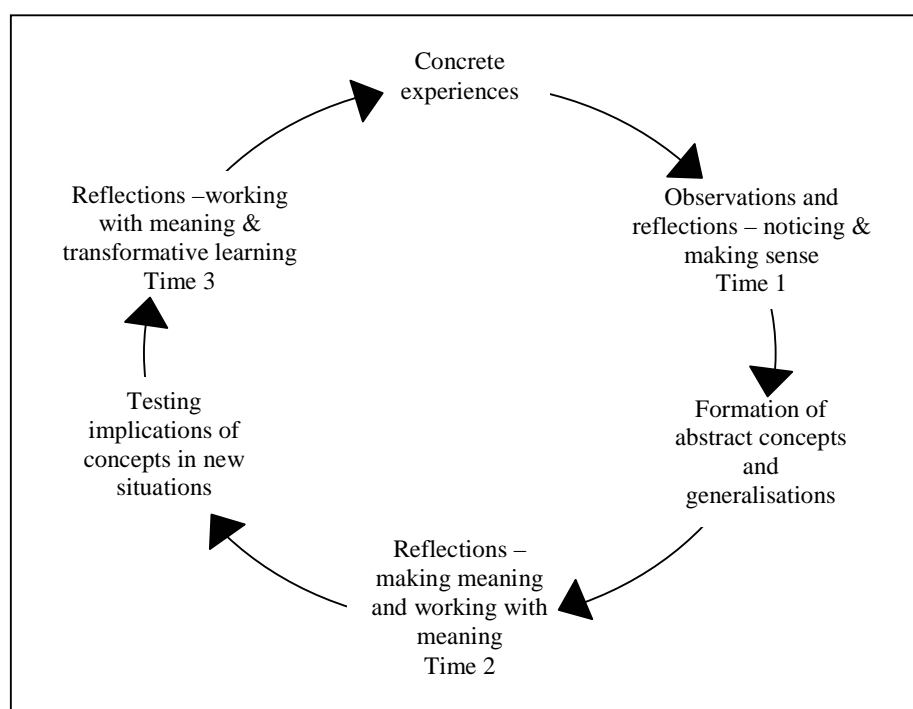 Concrete
experiences
Observations and
reflections – noticing &
making sense
Time 1
Formation of
abstract concepts
and
generalisations
Reflections –
making meaning
and working with
meaning
Time 2
Testing
implications of
concepts in new
situations
Reflections –working
with meaning &
transformative learning
Time 3